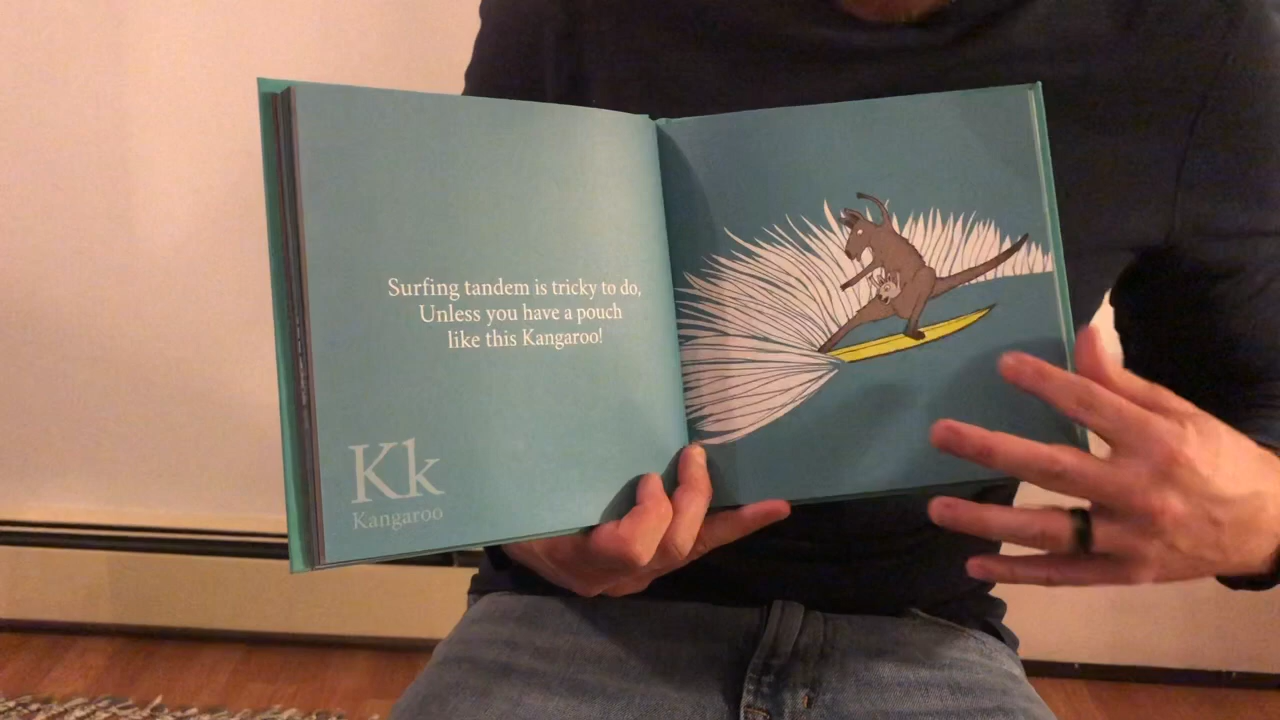 Surfing tandem is tricky to do,
Unless you have a pouch
like this Kangaroo!
Kk
Kangaroo